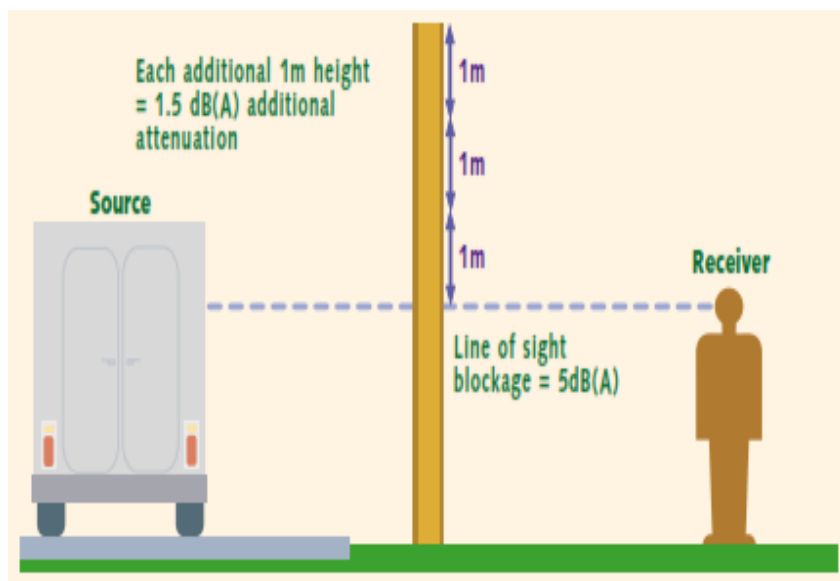 Each additional 1m height
= 1.5 dB(A) additional
attenuation
1m
1m
1m
Source
Receiver
Line of sight
blockage = 5dB(A)